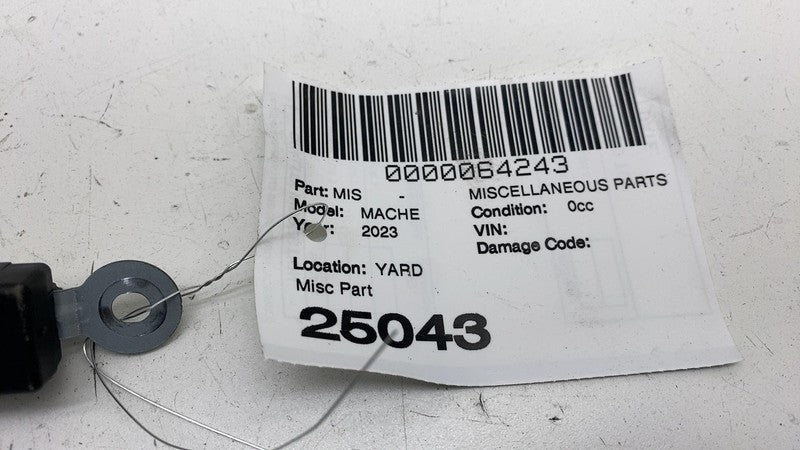 0000064243
Part: MIS - MISCELLANEOUS PARTS
Model: MACHE Condition: 0cc
Year: 2023 VIN:
Damage Code:
Location: YARD
Misc Part
25043